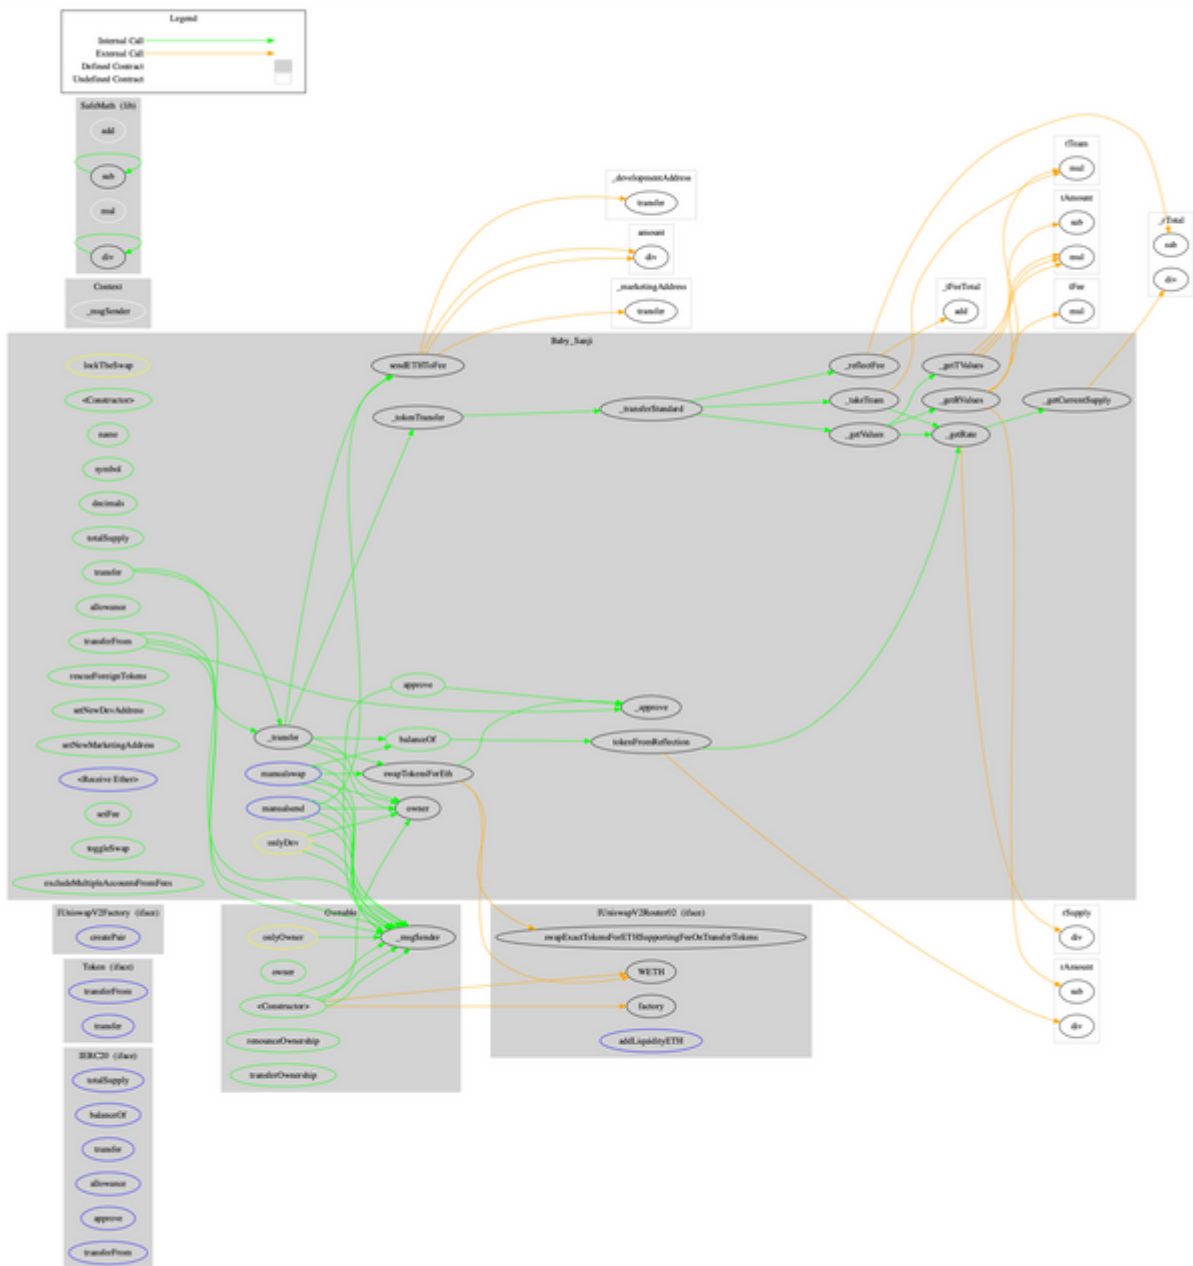 Legend
Internal Call
External Call
Defined Contract
Undefined Contract
SafeMath (lib)
add
sub
mul
div
Context
_msgSender
_developmentAddress
transfer
amount
div
_marketingAddress
transfer
_tFeeTotal
add
tTeam
mul
tAmount
sub
mul
tFee
mul
_rTotal
sub
div
Baby_Sanji
lockTheSwap
<Constructor>
name
symbol
decimals
totalSupply
transfer
allowance
transferFrom
rescueForeignTokens
setNewDevAddress
setNewMarketingAddress
<Receive Ether>
setFee
toggleSwap
excludeMultipleAccountsFromFees
_transfer
manualswap
manualsend
onlyDev
sendETHToFee
_tokenTransfer
approve
balanceOf
swapTokensForEth
owner
_transferStandard
_approve
tokenFromReflection
_reflectFee
_takeTeam
_getValues
_getTValues
_getRValues
_getRate
_getCurrentSupply
IUniswapV2Factory (iface)
createPair
Token (iface)
transferFrom
transfer
IERC20 (iface)
totalSupply
balanceOf
transfer
allowance
approve
transferFrom
Ownable
onlyOwner
owner
<Constructor>
renounceOwnership
transferOwnership
_msgSender
IUniswapV2Router02 (iface)
swapExactTokensForETHSupportingFeeOnTransferTokens
WETH
factory
addLiquidityETH
rSupply
div
rAmount
sub
div